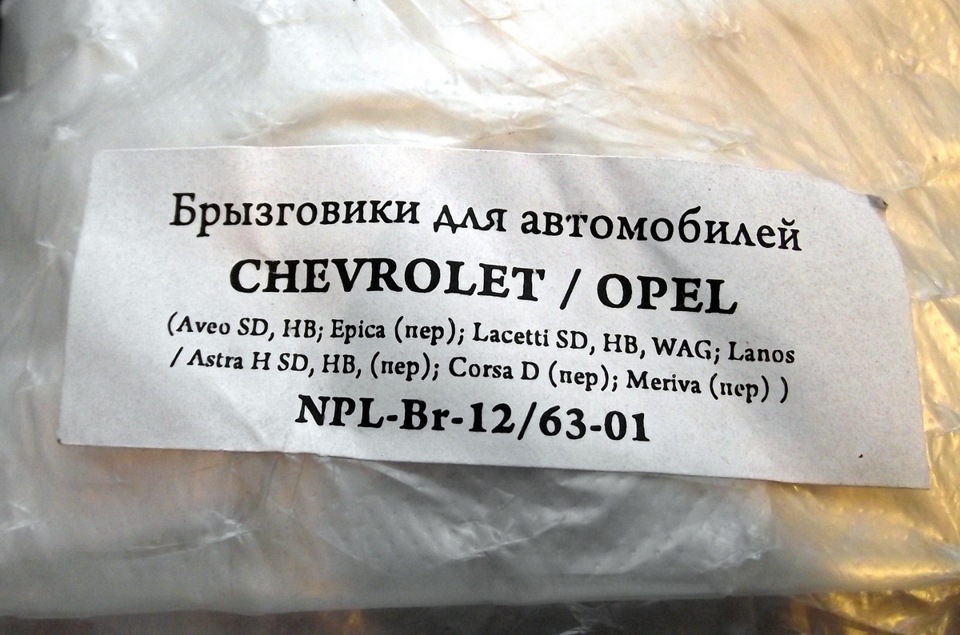 Брызговики для автомобилей
CHEVROLET / OPEL
(Aveo SD, HB; Epica (пер); Lacetti SD, HB, WAG; Lanos
/ Astra H SD, HB, (пер); Corsa D (пер); Meriva (пер) )
NPL-Br-12/63-01